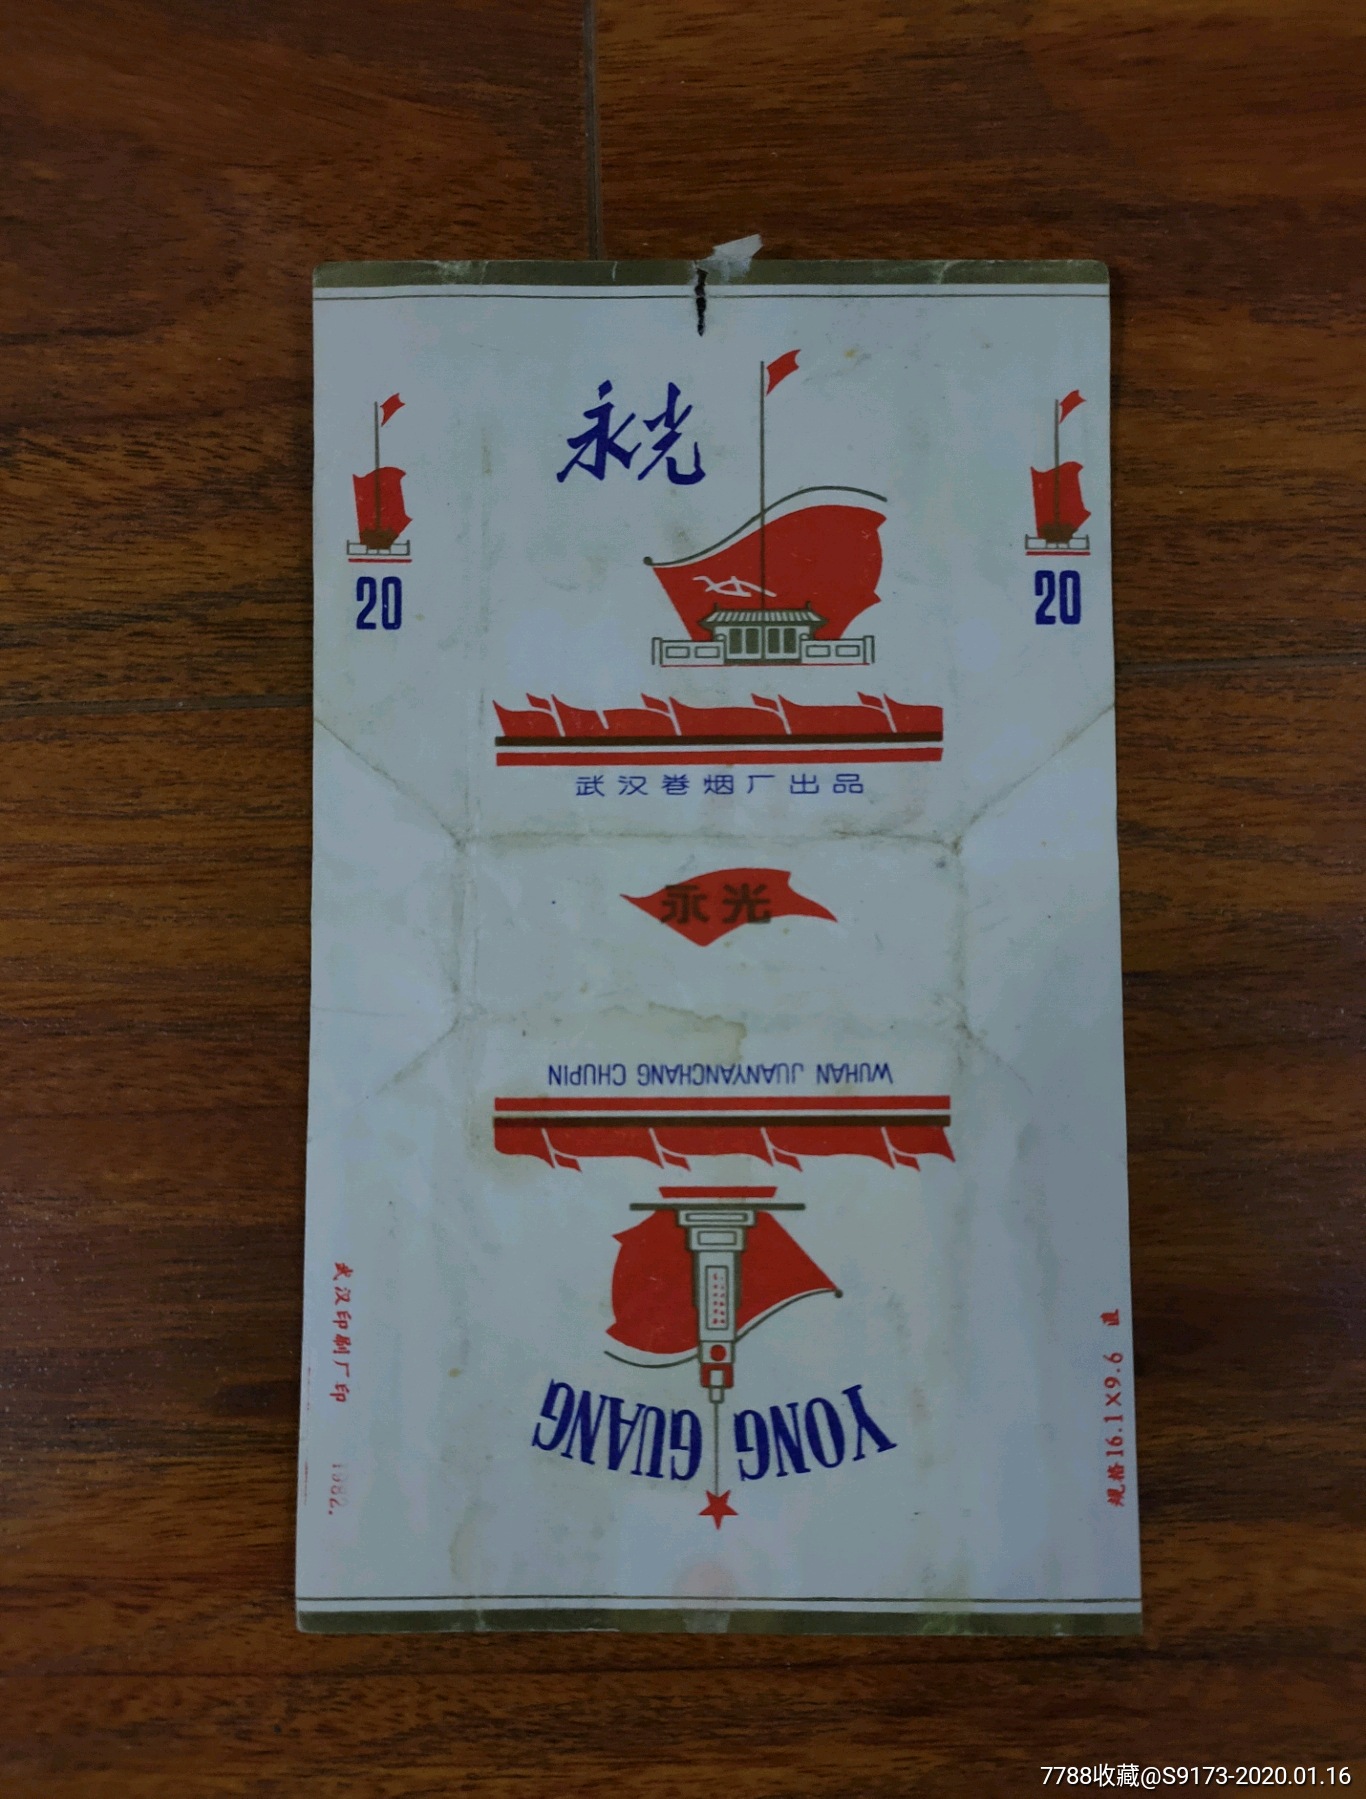 永光
20
20
武汉卷烟厂出品
永光
WUHAN JUANYANCHANG CHUPIN
YONG GUANG
武汉印刷厂印 1982.
规格16.1×9.6 直
7788收藏@S9173-2020.01.16